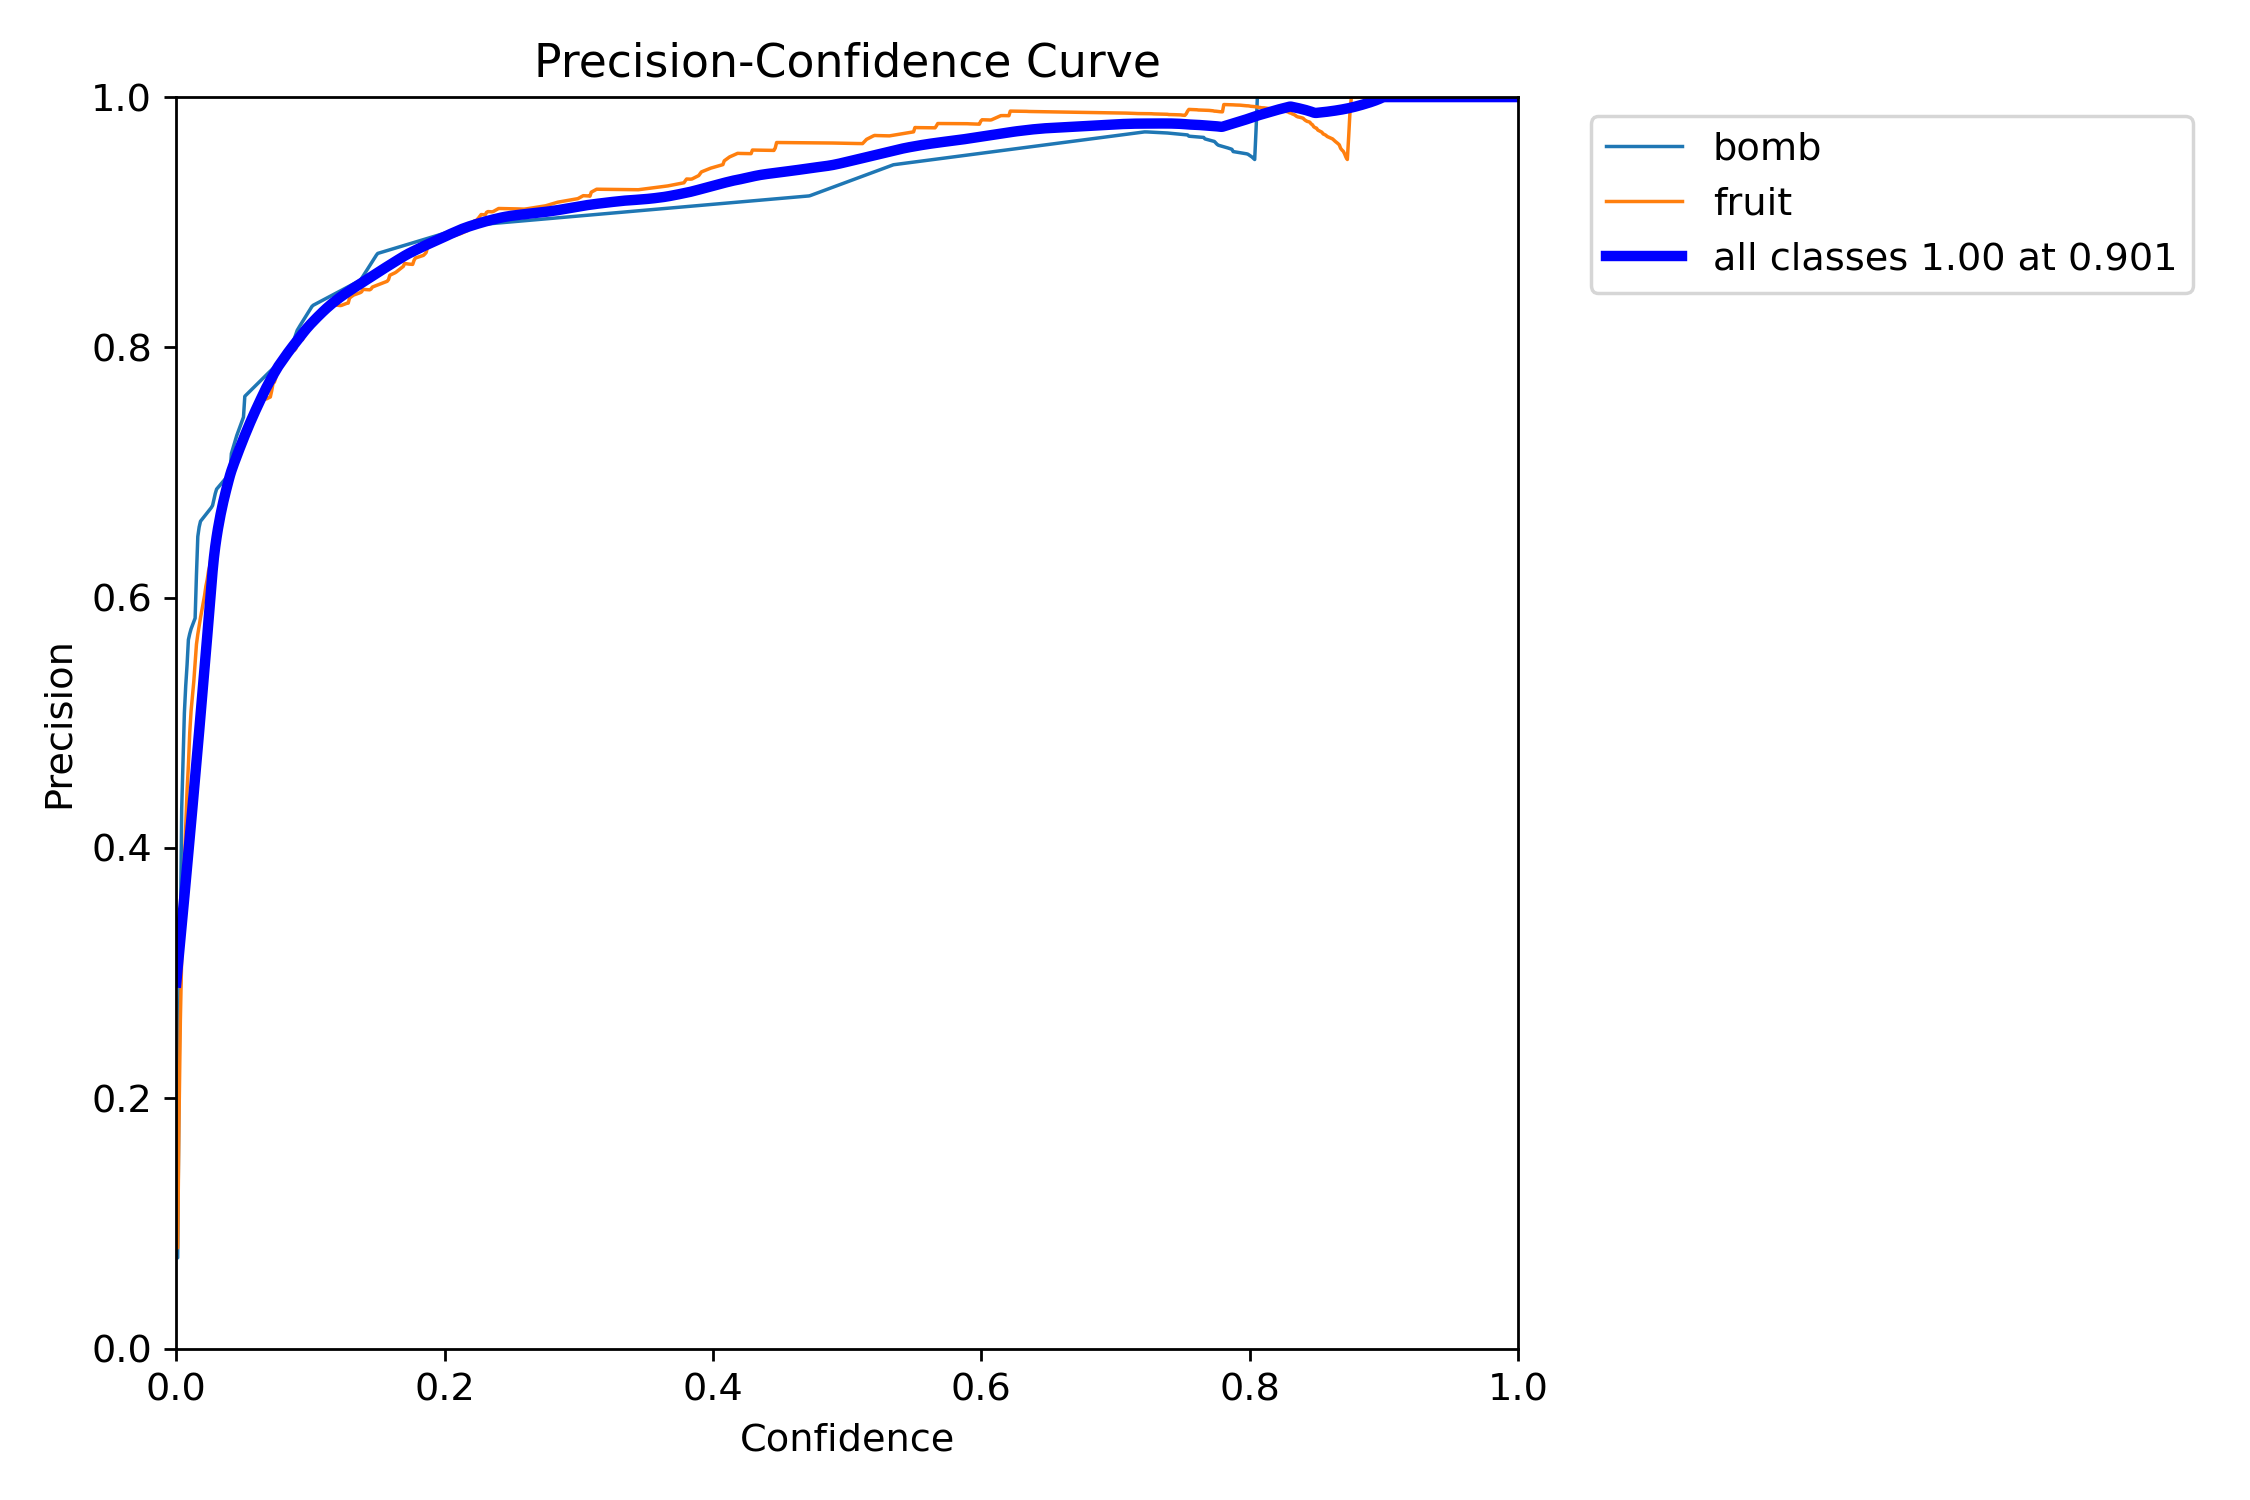 Precision-Confidence Curve
1.0
0.8
0.6
0.4
0.2
0.0
Precision
0.0 0.2 0.4 0.6 0.8 1.0
Confidence
bomb
fruit
all classes 1.00 at 0.901